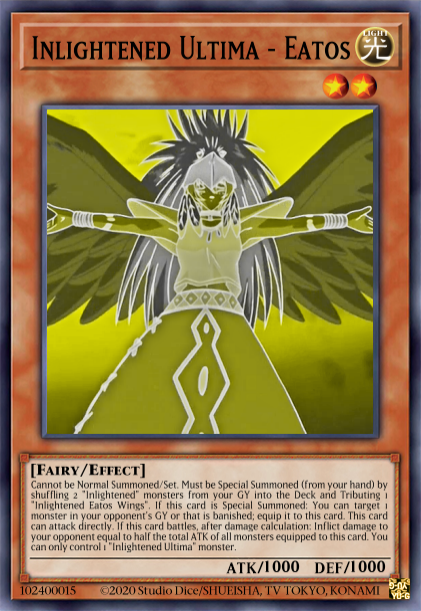 Inlightened Ultima - Eatos
LIGHT
光
[Fairy/Effect]
Cannot be Normal Summoned/Set. Must be Special Summoned (from your hand) by
shuffling 2 "Inlightened" monsters from your GY into the Deck and Tributing 1
"Inlightened Eatos Wings". If this card is Special Summoned: You can target 1
monster in your opponent's GY or that is banished; equip it to this card. This card
can attack directly. If this card battles, after damage calculation: Inflict damage to
your opponent equal to half the total ATK of all monsters equipped to this card. You
can only control 1 "Inlightened Ultima" monster.
ATK/1000 DEF/1000
102400015 ©2020 Studio Dice/SHUEISHA, TV TOKYO, KONAMI